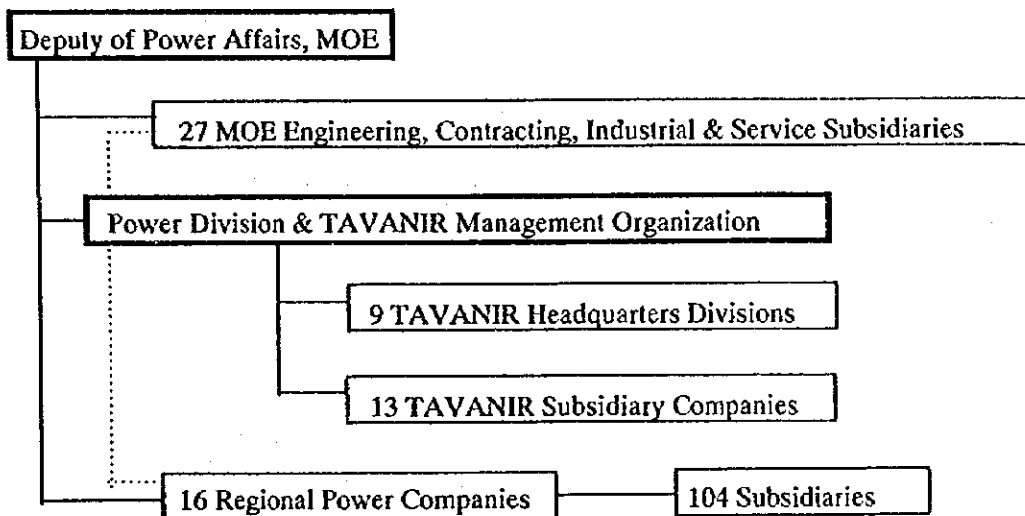 Deputy of Power Affairs, MOE
27 MOE Engineering, Contracting, Industrial & Service Subsidiaries
Power Division & TAVANIR Management Organization
9 TAVANIR Headquarters Divisions
13 TAVANIR Subsidiary Companies
16 Regional Power Companies
104 Subsidiaries